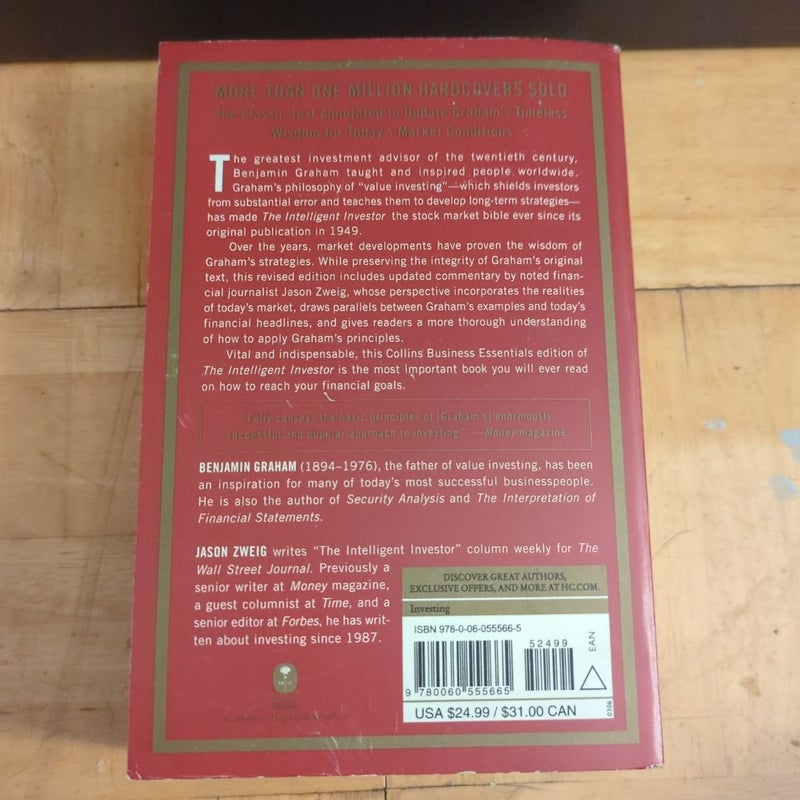 MORE THAN ONE MILLION HARDCOVERS SOLD
The Classic Text Annotated to Update Graham's Timeless
Wisdom for Today's Market Conditions
The greatest investment advisor of the twentieth century,
Benjamin Graham taught and inspired people worldwide.
Graham's philosophy of "value investing"—which shields investors
from substantial error and teaches them to develop long-term strategies—
has made The Intelligent Investor the stock market bible ever since its
original publication in 1949.
Over the years, market developments have proven the wisdom of
Graham's strategies. While preserving the integrity of Graham's original
text, this revised edition includes updated commentary by noted finan-
cial journalist Jason Zweig, whose perspective incorporates the realities
of today's market, draws parallels between Graham's examples and today's
financial headlines, and gives readers a more thorough understanding
of how to apply Graham's principles.
Vital and indispensable, this Collins Business Essentials edition of
The Intelligent Investor is the most important book you will ever read
on how to reach your financial goals.
"Fully conveys the basic principles of [Graham's] enormously
successful and popular approach to investing." —Money magazine
BENJAMIN GRAHAM (1894–1976), the father of value investing, has been
an inspiration for many of today's most successful businesspeople.
He is also the author of Security Analysis and The Interpretation of
Financial Statements.
JASON ZWEIG writes "The Intelligent Investor" column weekly for The
Wall Street Journal. Previously a
senior writer at Money magazine,
a guest columnist at Time, and a
senior editor at Forbes, he has writ-
ten about investing since 1987.
DISCOVER GREAT AUTHORS,
EXCLUSIVE OFFERS, AND MORE AT HC.COM.
Investing
ISBN 978-0-06-055566-5
52499
EAN
9 780060 555665
USA $24.99 / $31.00 CAN
0306